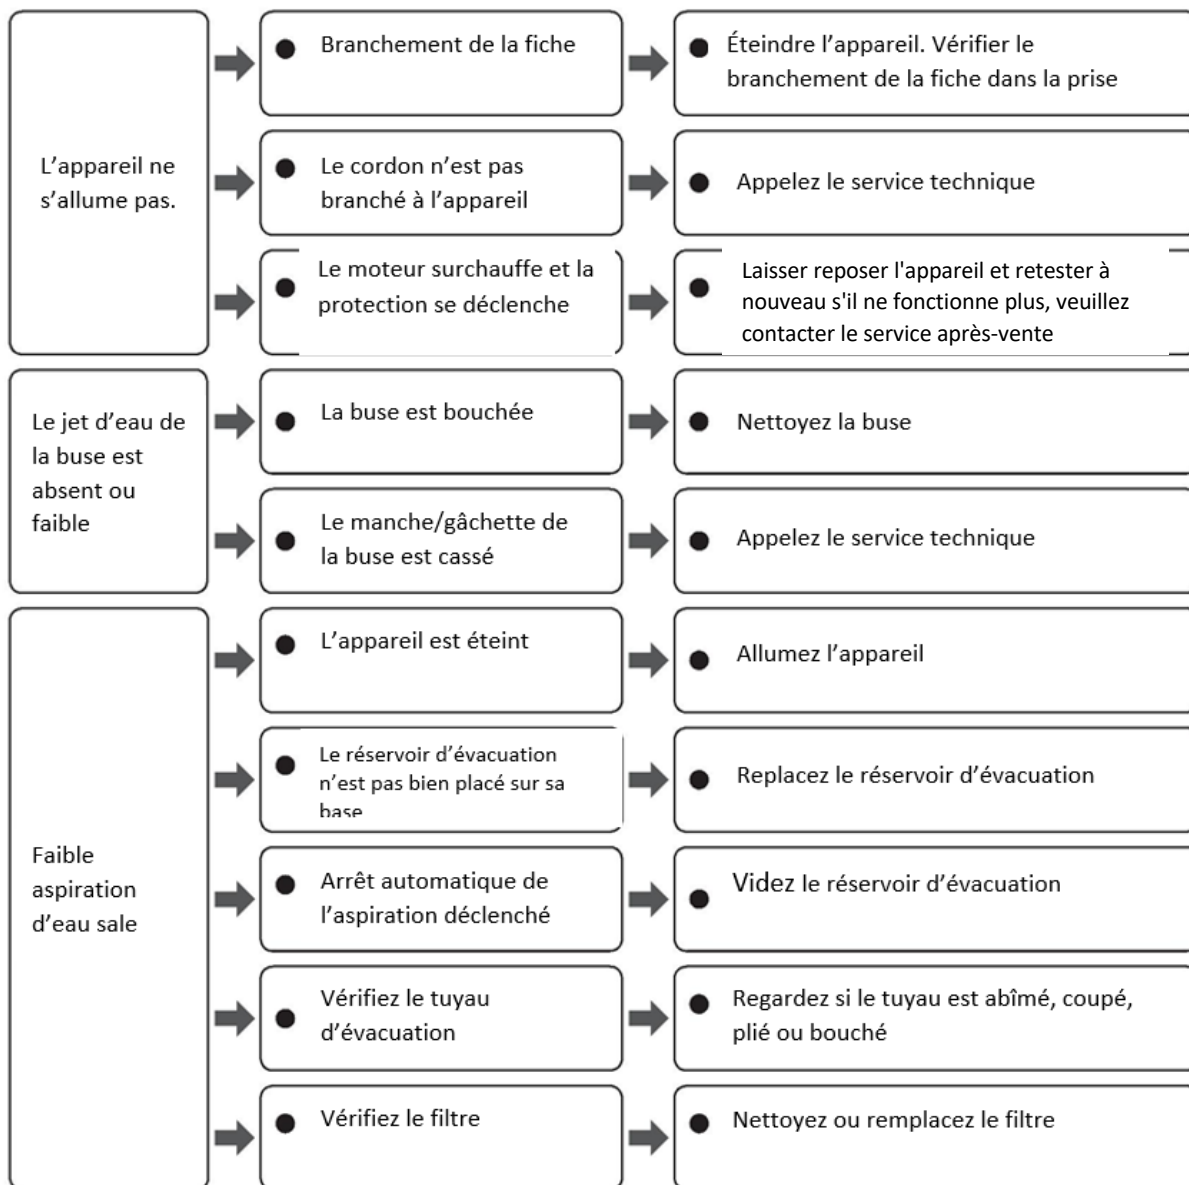 L’appareil ne
s’allume pas.
Branchement de la fiche
Éteindre l’appareil. Vérifier le
branchement de la fiche dans la prise
Le cordon n’est pas
branché à l’appareil
Appelez le service technique
Le moteur surchauffe et la
protection se déclenche
Laisser reposer l'appareil et retester à
nouveau s'il ne fonctionne plus, veuillez
contacter le service après-vente
Le jet d’eau de
la buse est
absent ou
faible
La buse est bouchée
Nettoyez la buse
Le manche/gâchette de
la buse est cassé
Appelez le service technique
Faible
aspiration
d’eau sale
L’appareil est éteint
Allumez l’appareil
Le réservoir d’évacuation
n’est pas bien placé sur sa
base
Replacez le réservoir d’évacuation
Arrêt automatique de
l’aspiration déclenché
Videz le réservoir d’évacuation
Vérifiez le tuyau
d’évacuation
Regardez si le tuyau est abîmé, coupé,
plié ou bouché
Vérifiez le filtre
Nettoyez ou remplacez le filtre